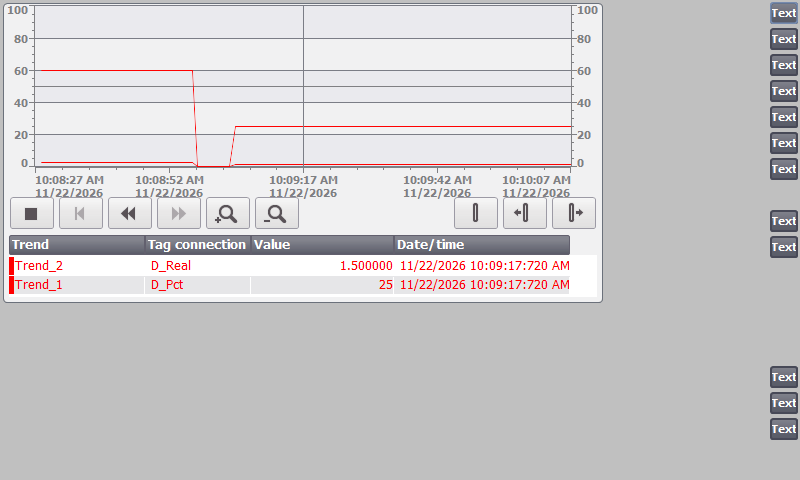 100 100 Text
80 80 Text
60 60 Text
40 40 Text
20 20 Text
0 0 Text
Text
10:08:27 AM 10:08:52 AM 10:09:17 AM 10:09:42 AM 10:10:07 AM
11/22/2026 11/22/2026 11/22/2026 11/22/2026 11/22/2026
Text
Trend Tag connection Value Date/time Text
Trend_2 D_Real 1.500000 11/22/2026 10:09:17:720 AM
Trend_1 D_Pct 25 11/22/2026 10:09:17:720 AM
Text
Text
Text